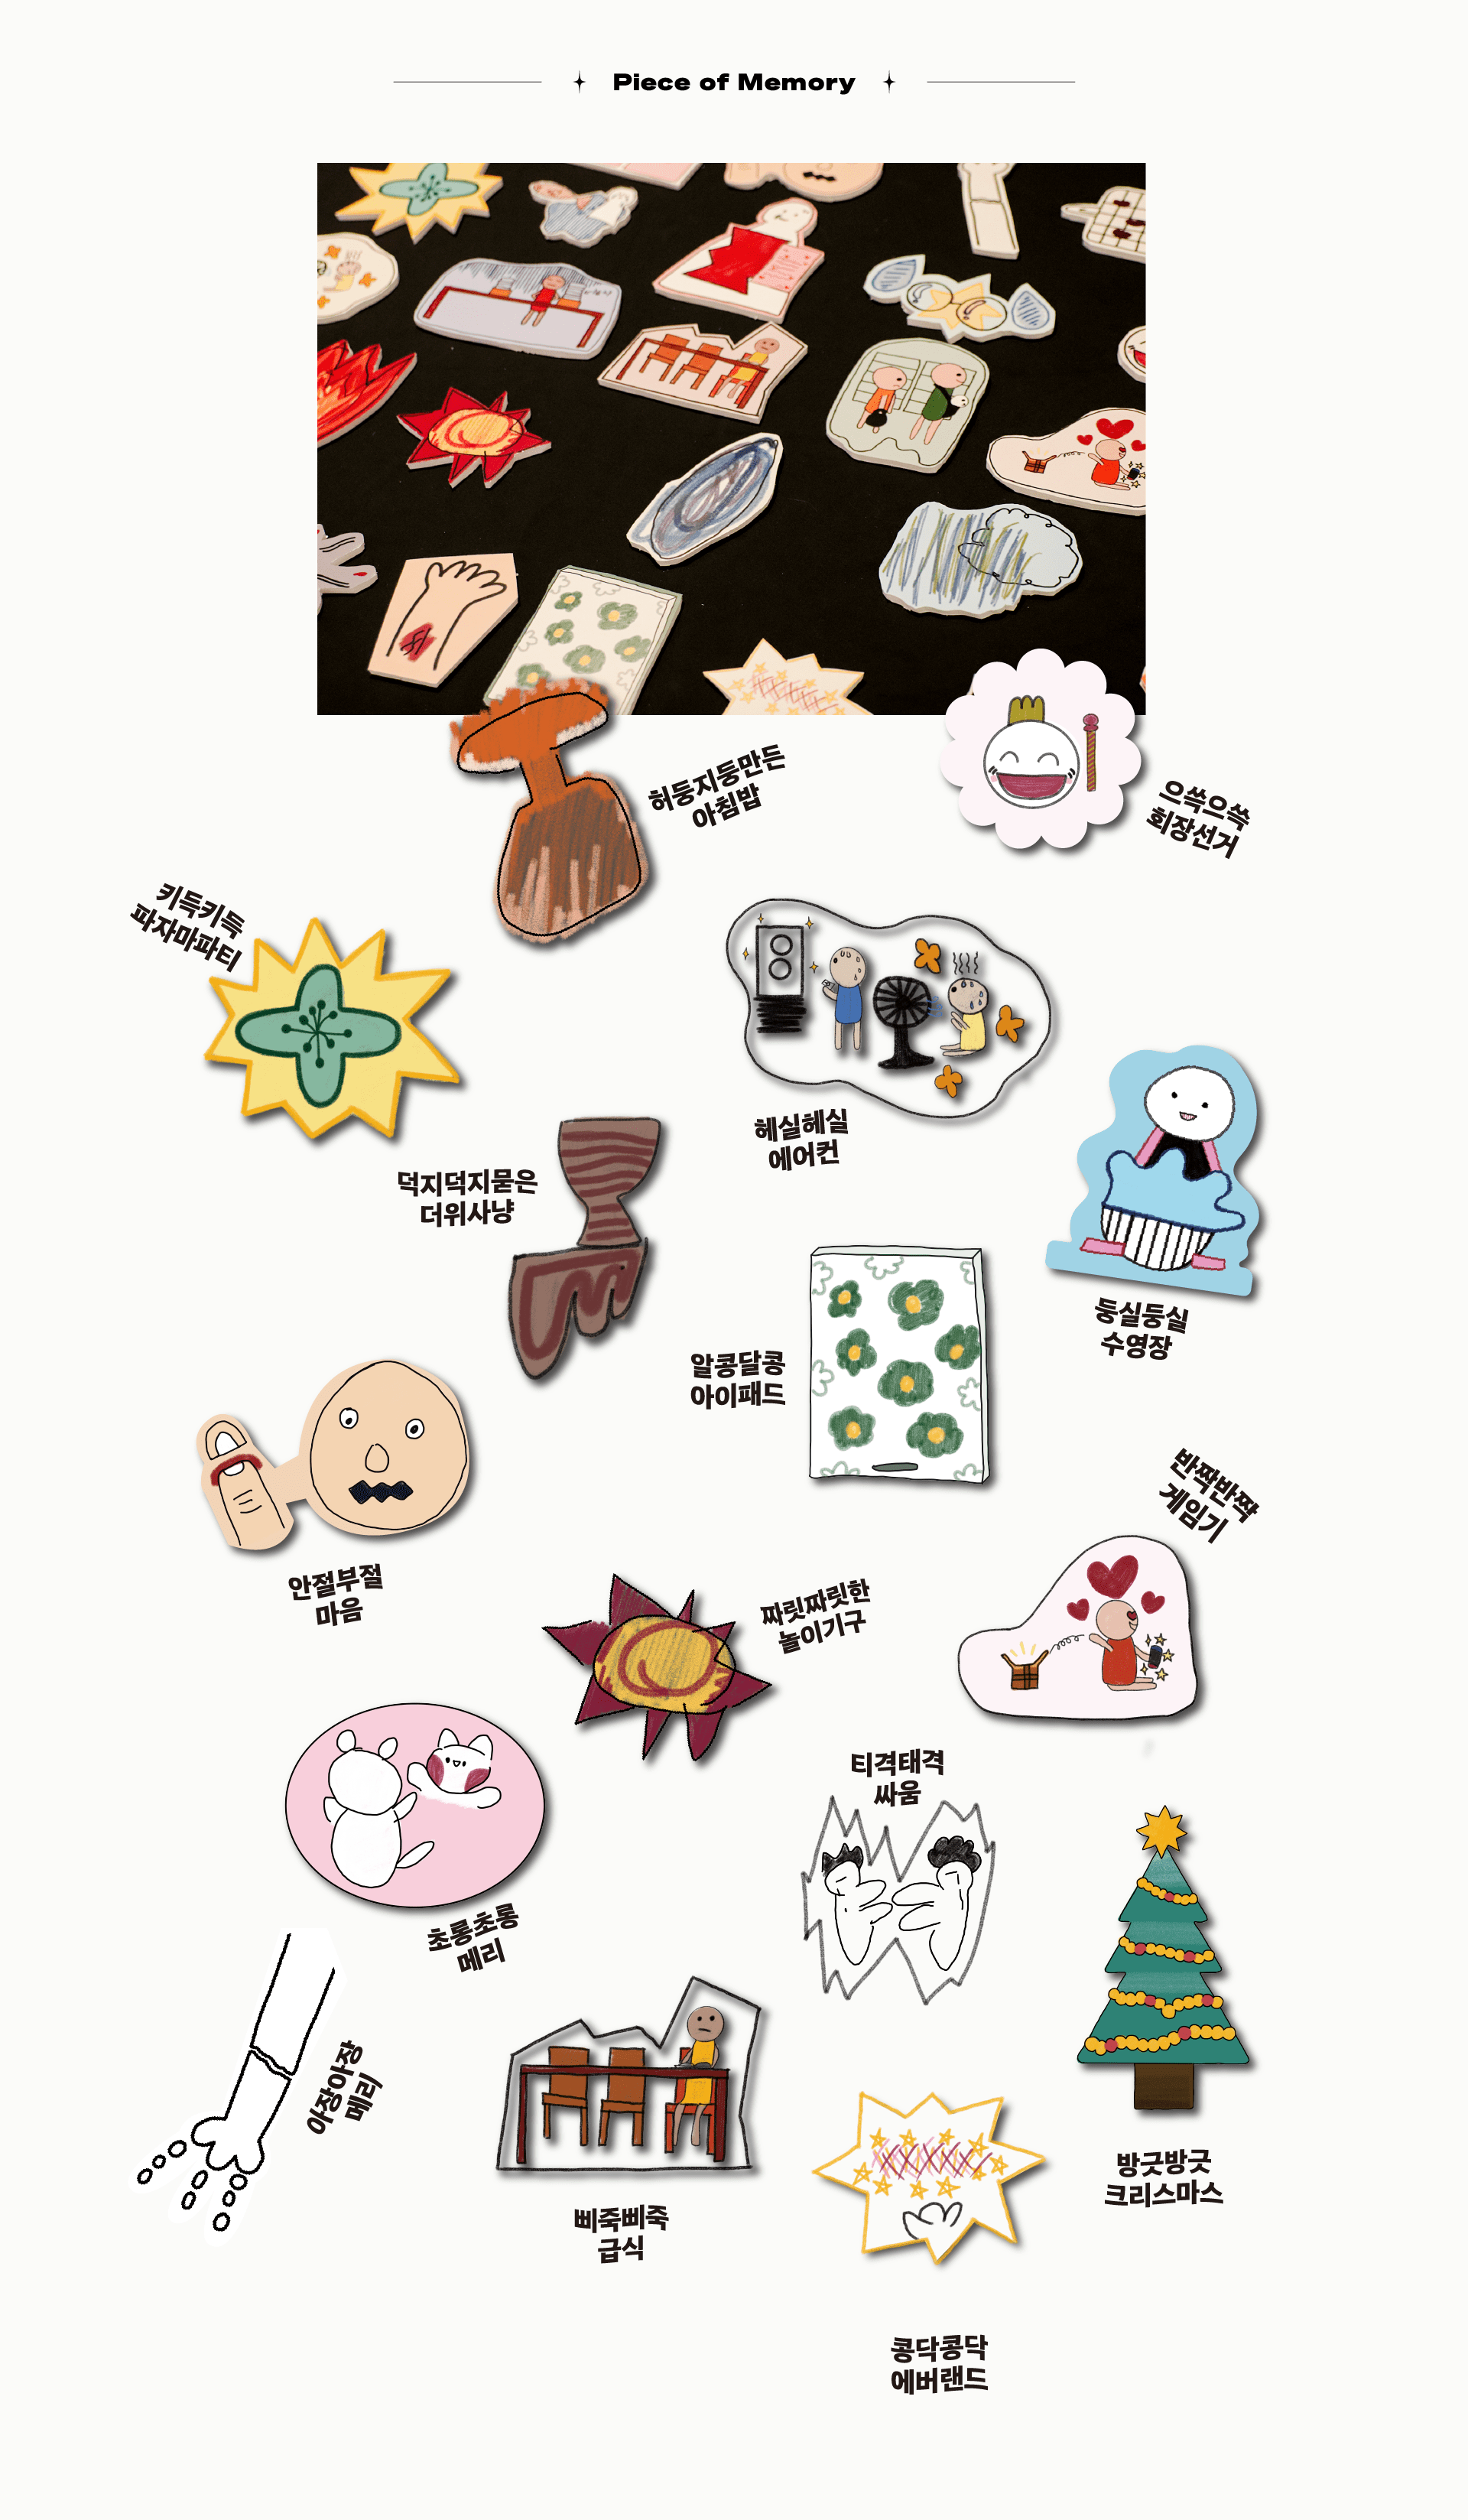 Piece of Memory
허둥지둥만든
아침밥
으쓱으쓱
회장선거
키득키득
파자마파티
헤실헤실
에어컨
덕지덕지묻은
더위사냥
둥실둥실
수영장
알콩달콩
아이패드
반짝반짝
게임기
안절부절
마음
짜릿짜릿한
놀이기구
티격태격
싸움
초롱초롱
메리
아장아장
메리
방긋방긋
크리스마스
삐죽삐죽
급식
콩닥콩닥
에버랜드